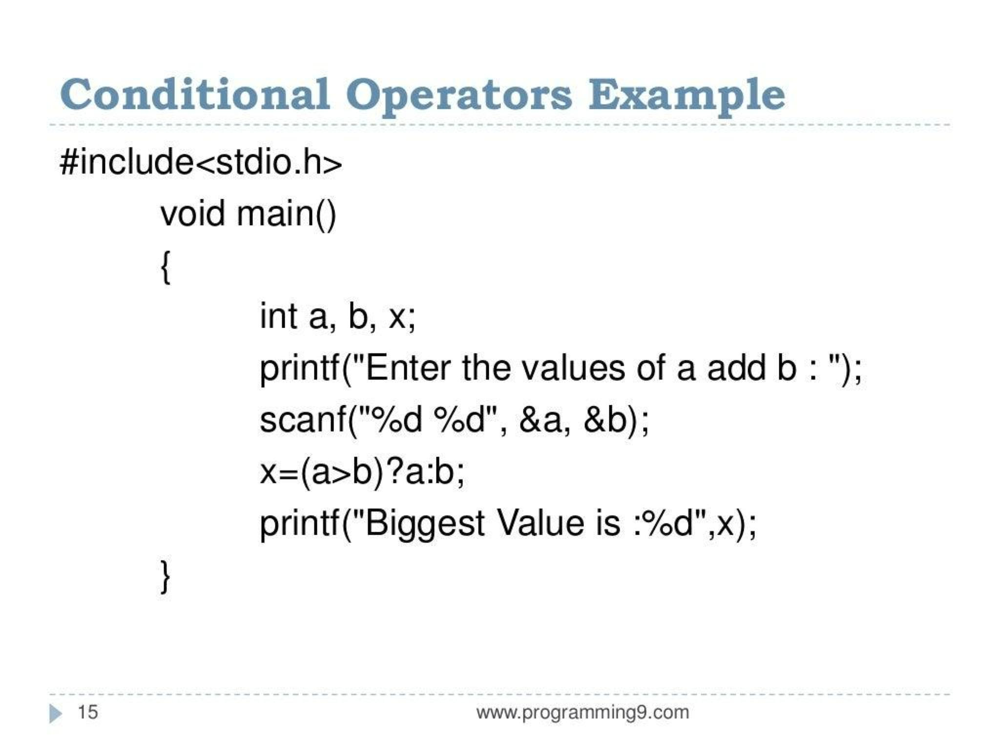 Conditional Operators Example
#include<stdio.h>
void main()
{
int a, b, x;
printf("Enter the values of a add b : ");
scanf("%d %d", &a, &b);
x=(a>b)?a:b;
printf("Biggest Value is :%d",x);
}
15
www.programming9.com